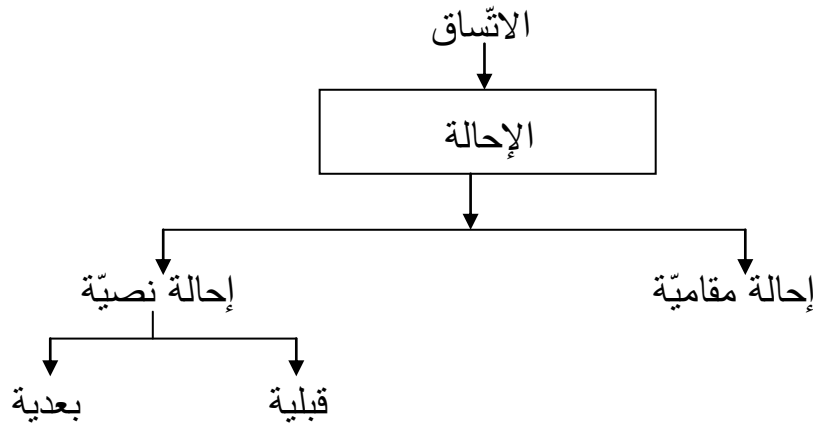 الاتّساق
الإحالة
إحالة مقاميّة
إحالة نصيّة
قبلية
بعدية